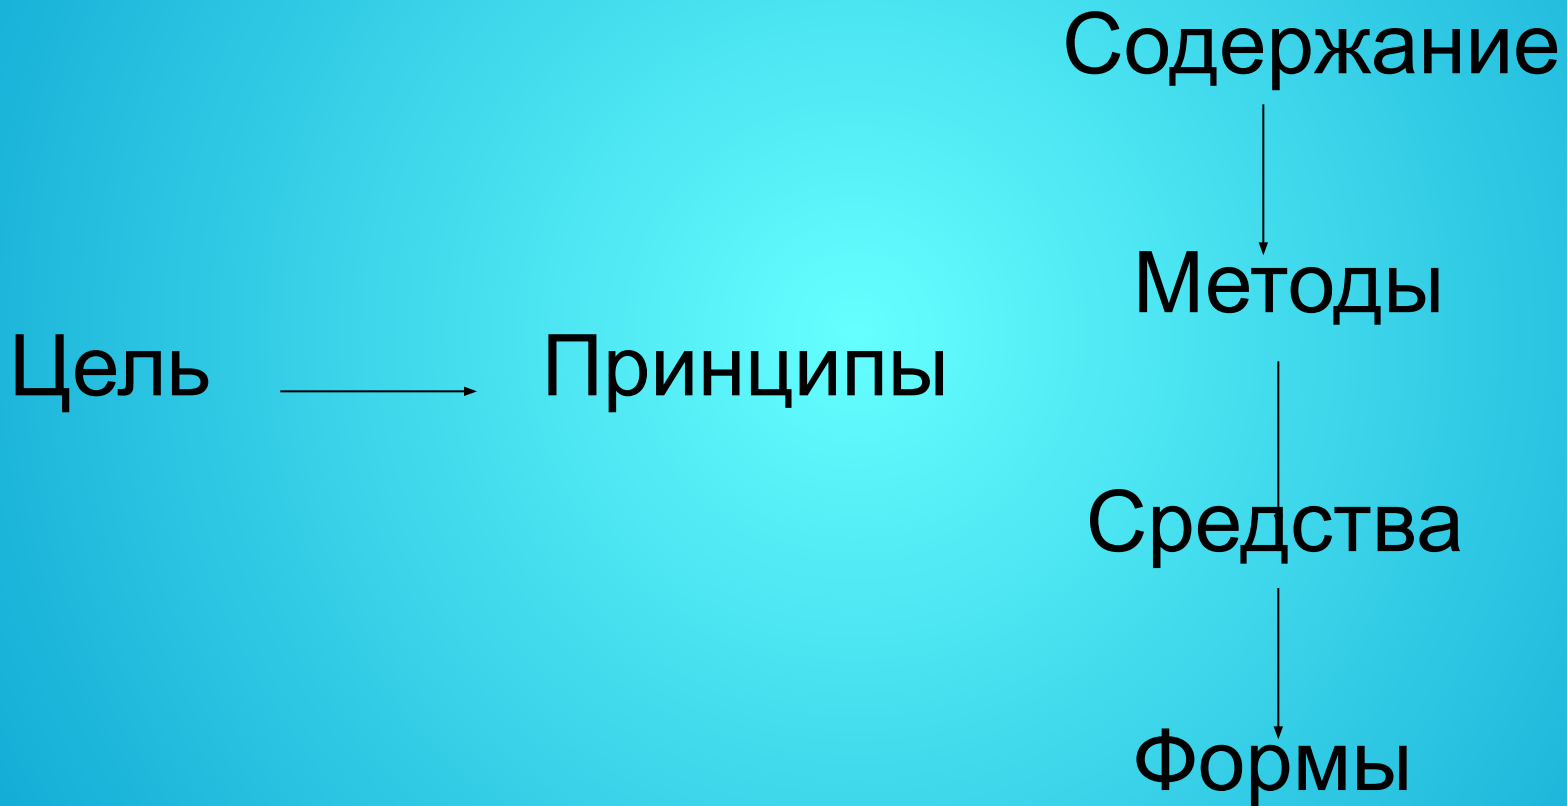 Содержание
Методы
Цель
Принципы
Средства
Формы